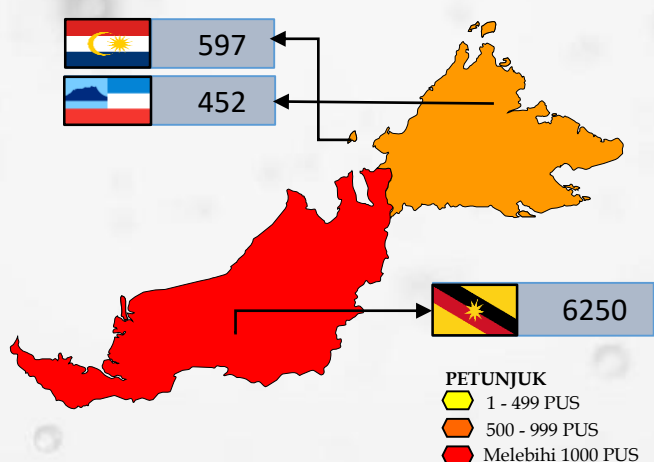 597
452
6250
PETUNJUK
1 - 499 PUS
500 - 999 PUS
Melebihi 1000 PUS